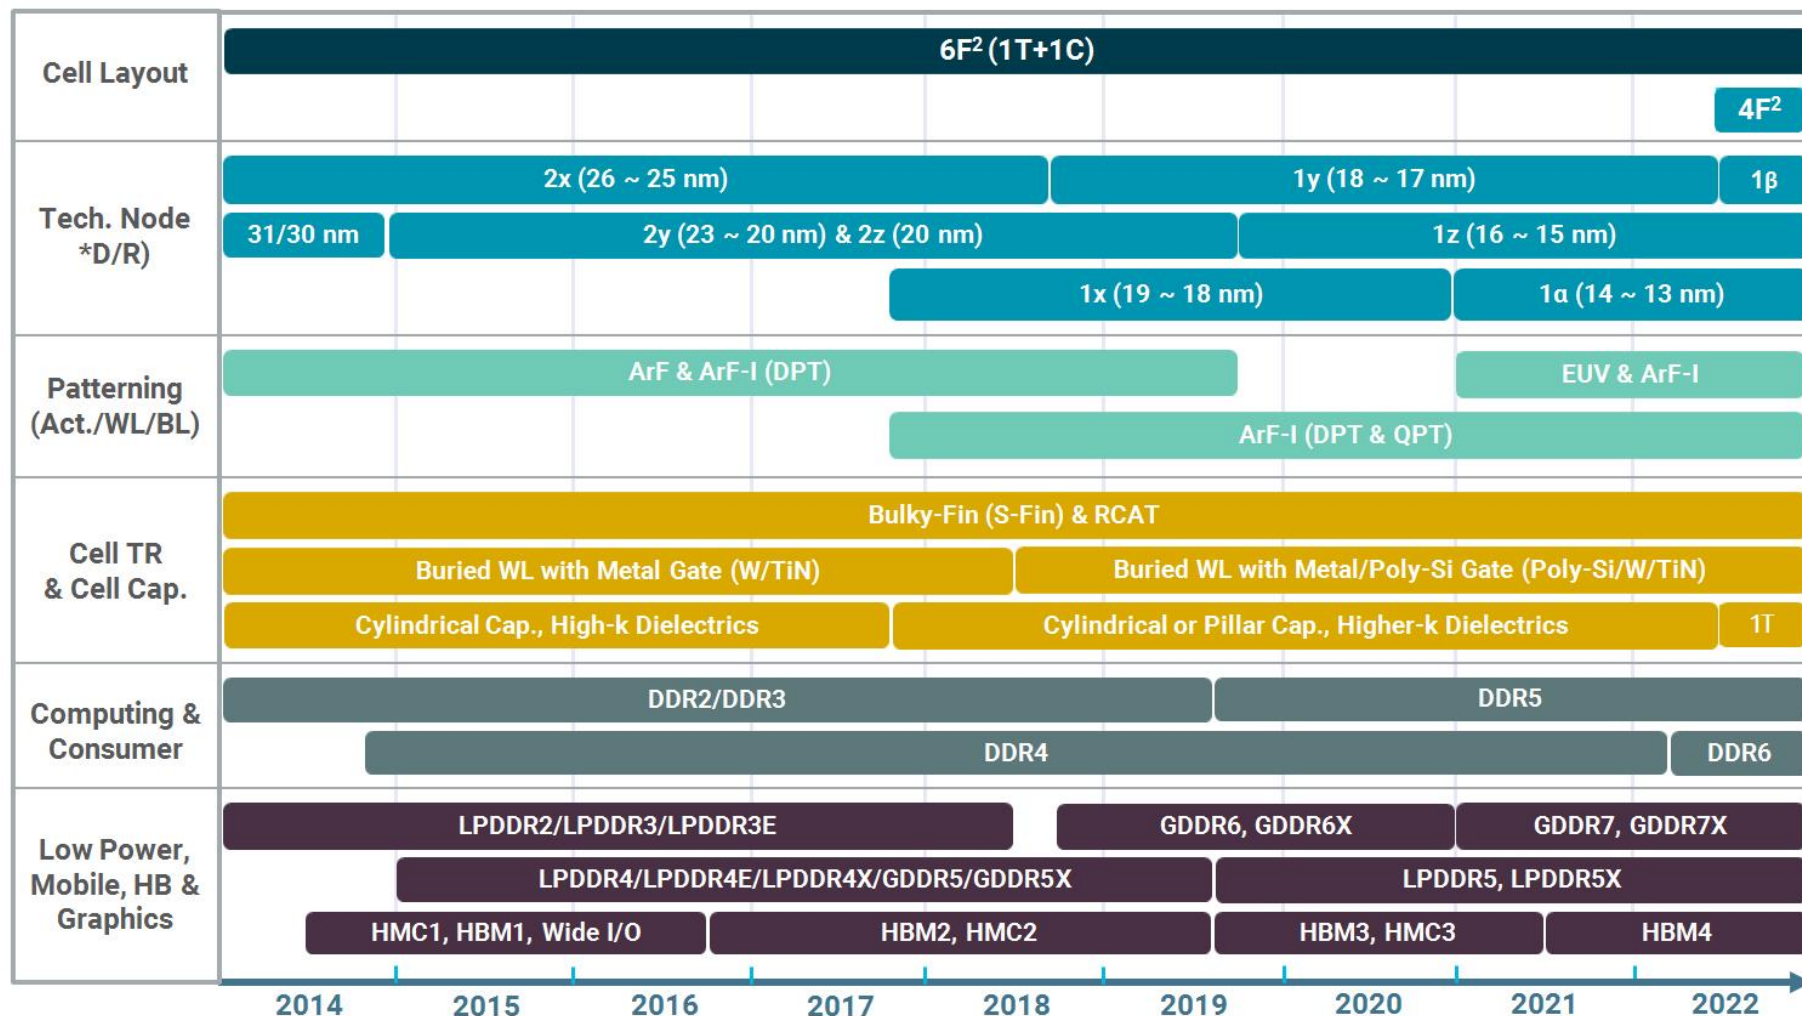 Cell Layout
6F² (1T+1C)
4F²
Tech. Node
*D/R)
2x (26 ~ 25 nm)
1y (18 ~ 17 nm)
1β
31/30 nm
2y (23 ~ 20 nm) & 2z (20 nm)
1z (16 ~ 15 nm)
1x (19 ~ 18 nm)
1α (14 ~ 13 nm)
Patterning
(Act./WL/BL)
ArF & ArF-I (DPT)
EUV & ArF-I
ArF-I (DPT & QPT)
Cell TR
& Cell Cap.
Bulky-Fin (S-Fin) & RCAT
Buried WL with Metal Gate (W/TiN)
Buried WL with Metal/Poly-Si Gate (Poly-Si/W/TiN)
Cylindrical Cap., High-k Dielectrics
Cylindrical or Pillar Cap., Higher-k Dielectrics
1T
Computing &
Consumer
DDR2/DDR3
DDR5
DDR4
DDR6
Low Power,
Mobile, HB &
Graphics
LPDDR2/LPDDR3/LPDDR3E
GDDR6, GDDR6X
GDDR7, GDDR7X
LPDDR4/LPDDR4E/LPDDR4X/GDDR5/GDDR5X
LPDDR5, LPDDR5X
HMC1, HBM1, Wide I/O
HBM2, HMC2
HBM3, HMC3
HBM4
2014
2015
2016
2017
2018
2019
2020
2021
2022